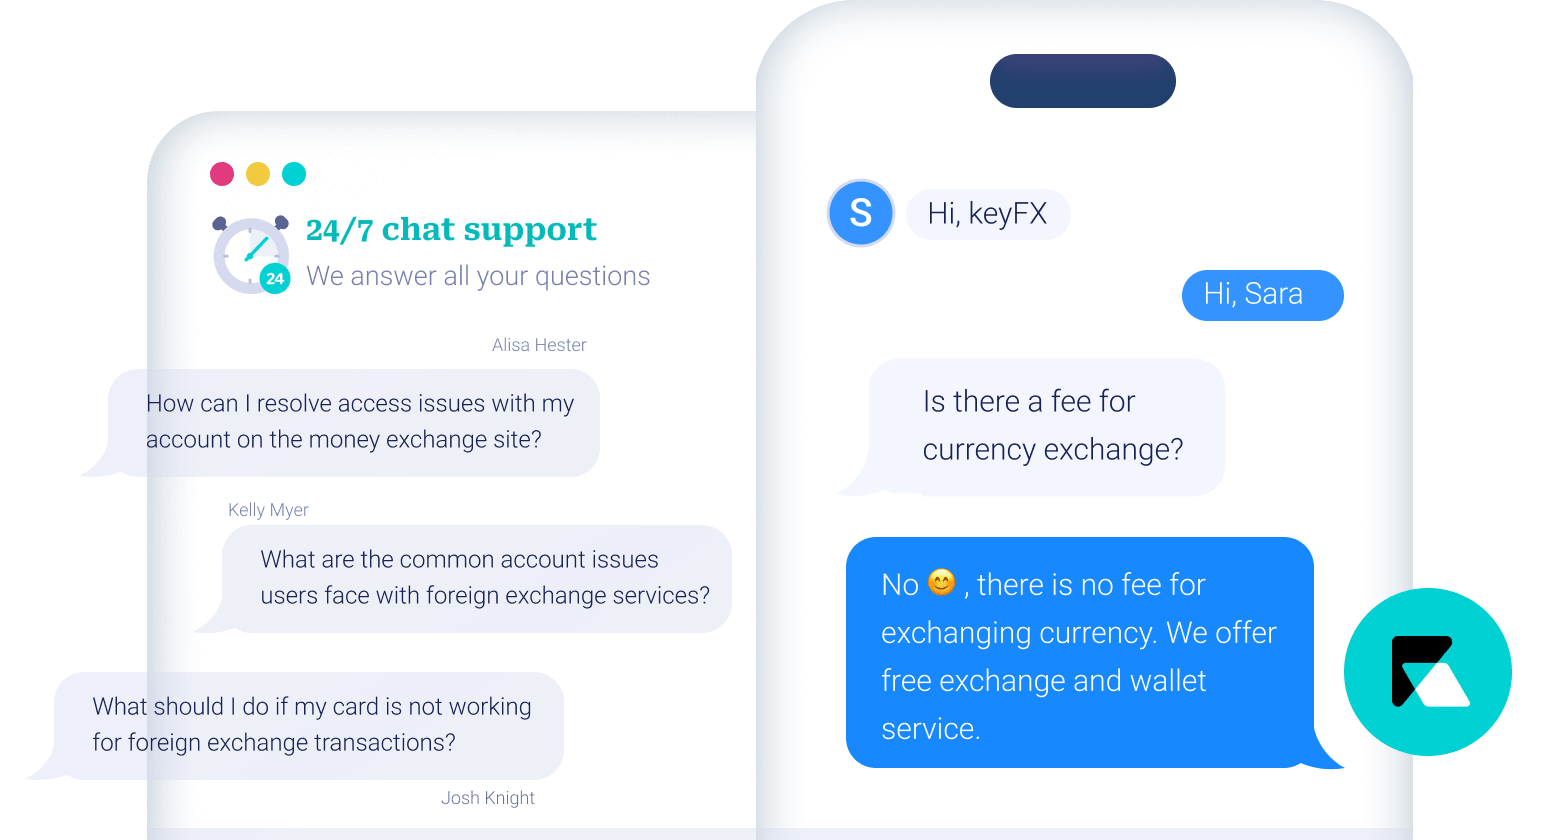 24/7 chat support
24
We answer all your questions
Alisa Hester
How can I resolve access issues with my
account on the money exchange site?
Kelly Myer
What are the common account issues
users face with foreign exchange services?
What should I do if my card is not working
for foreign exchange transactions?
Josh Knight
S
Hi, keyFX
Hi, Sara
Is there a fee for
currency exchange?
No 😊 , there is no fee for
exchanging currency. We offer
free exchange and wallet
service.